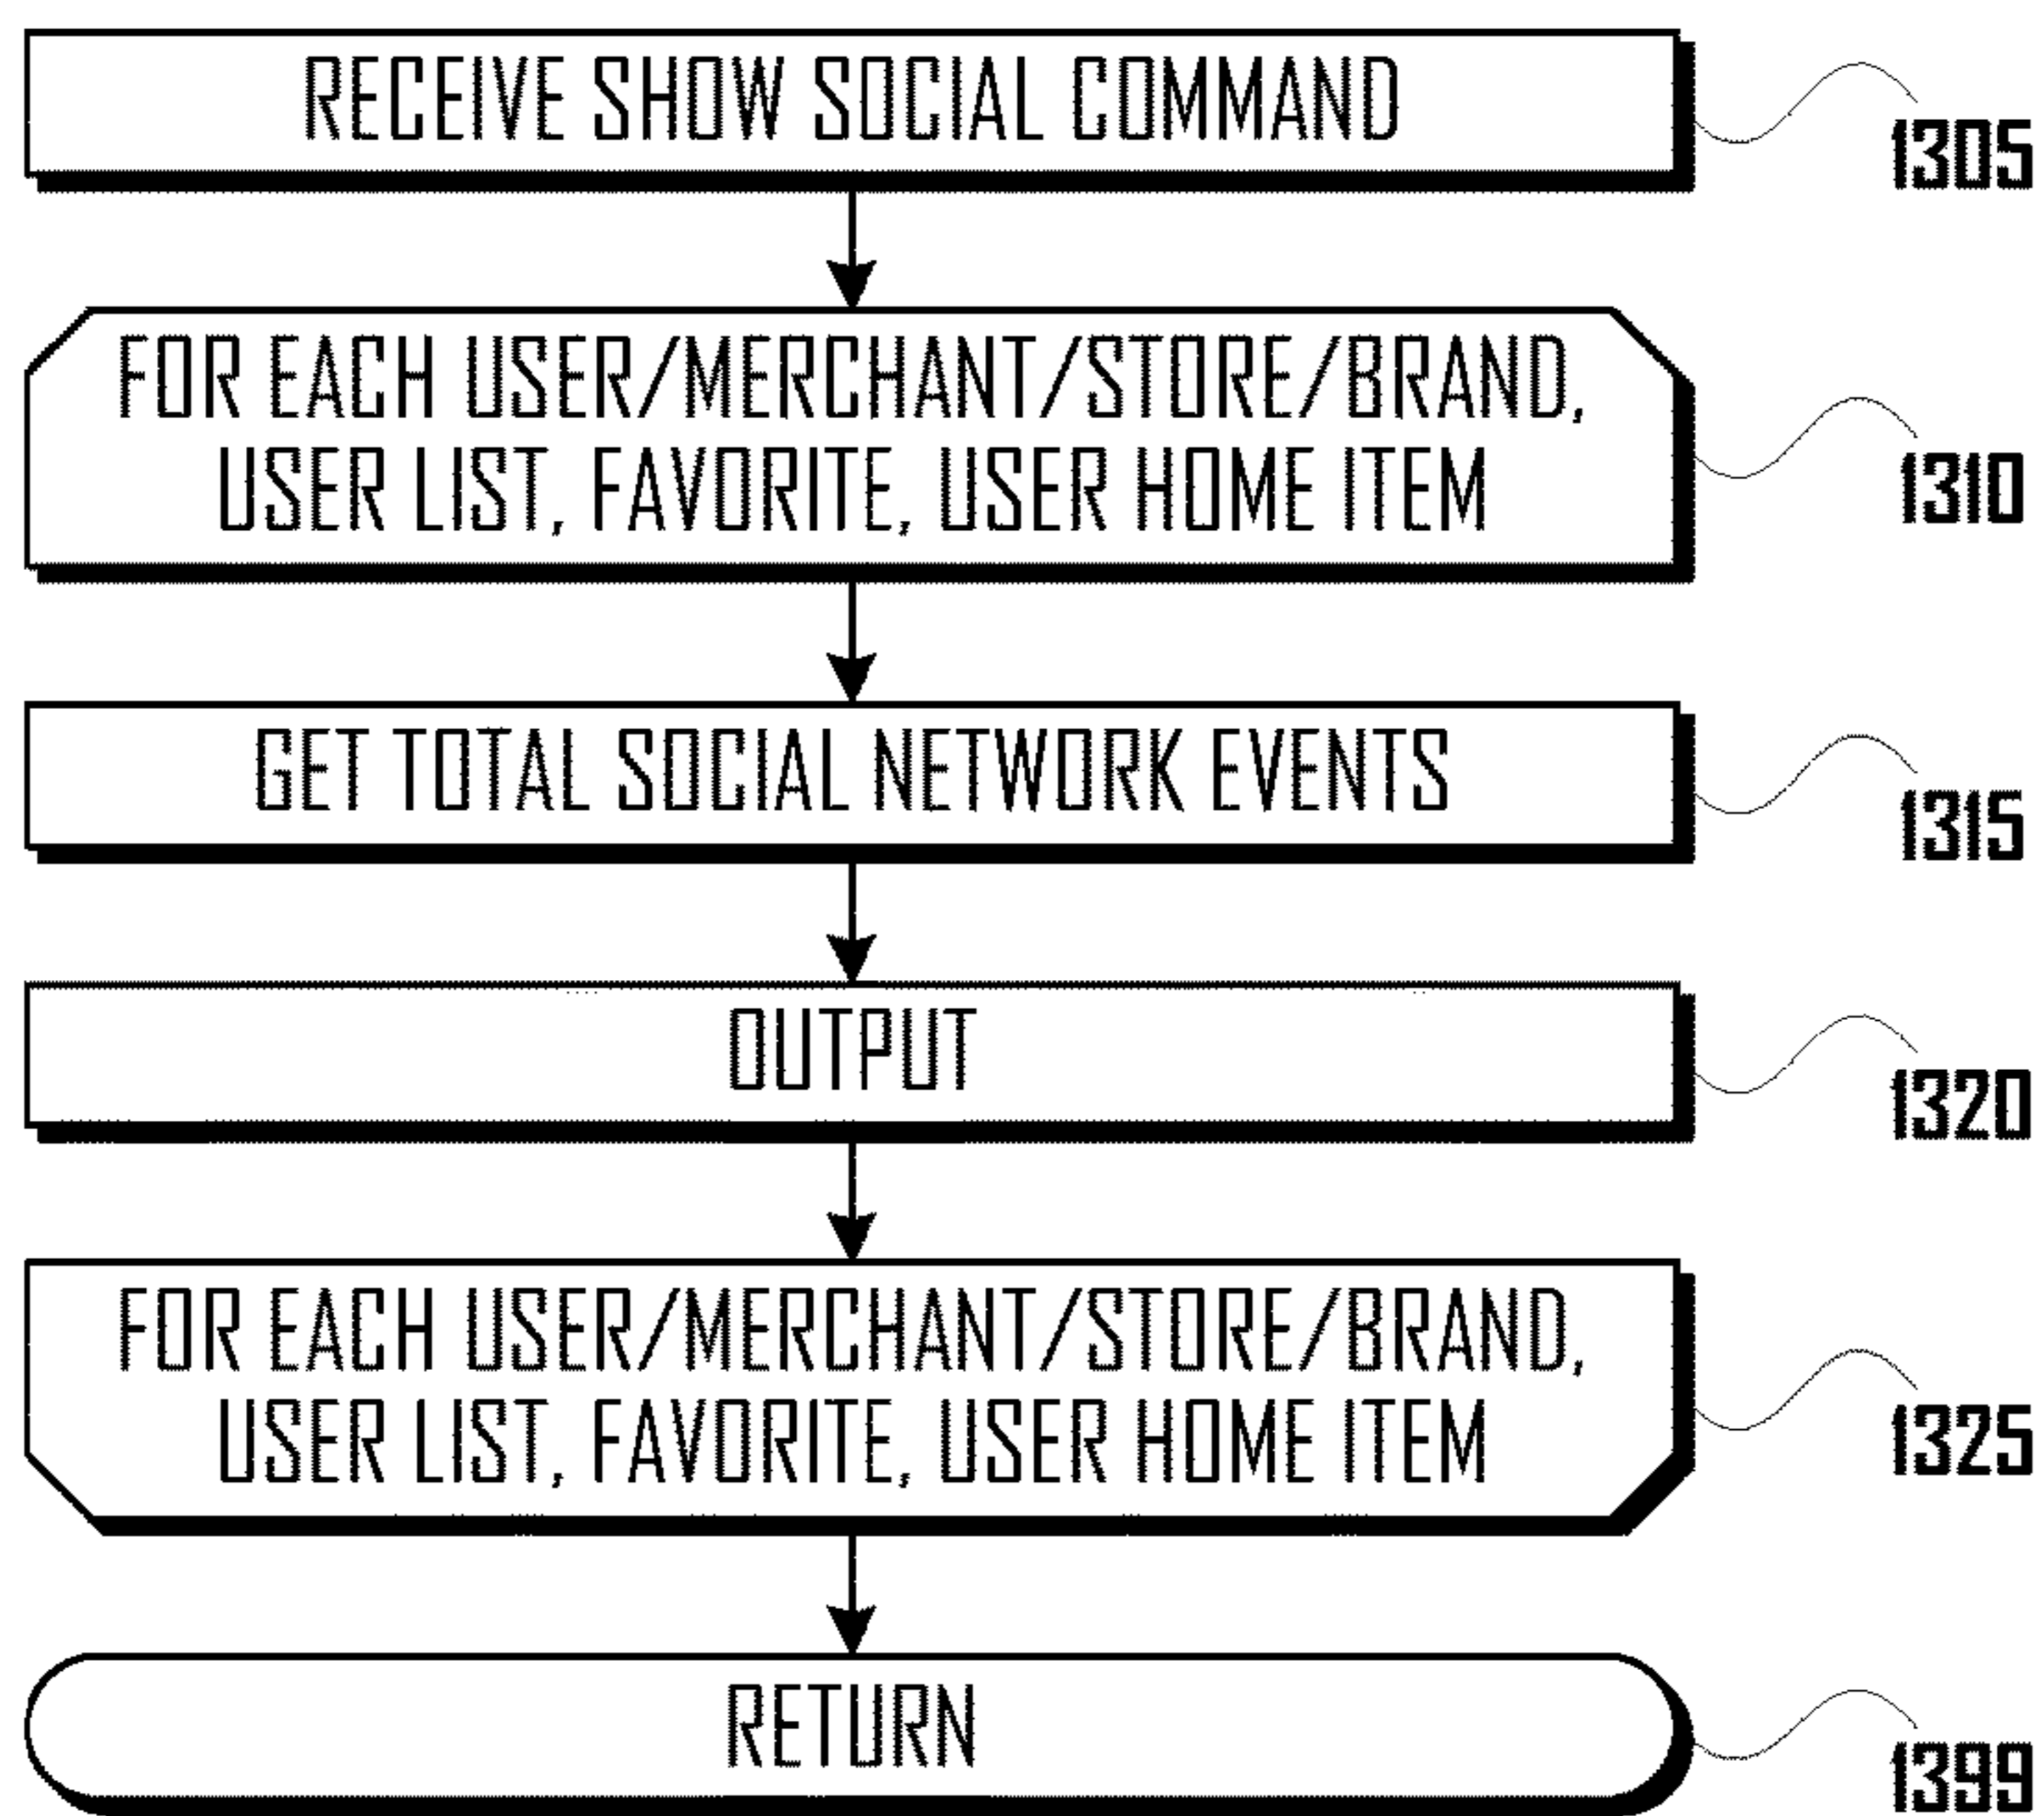 RECEIVE SHOW SOCIAL COMMAND
1305
FOR EACH USER/MERCHANT/STORE/BRAND,
USER LIST, FAVORITE, USER HOME ITEM
1310
GET TOTAL SOCIAL NETWORK EVENTS
1315
OUTPUT
1320
FOR EACH USER/MERCHANT/STORE/BRAND,
USER LIST, FAVORITE, USER HOME ITEM
1325
RETURN
1399